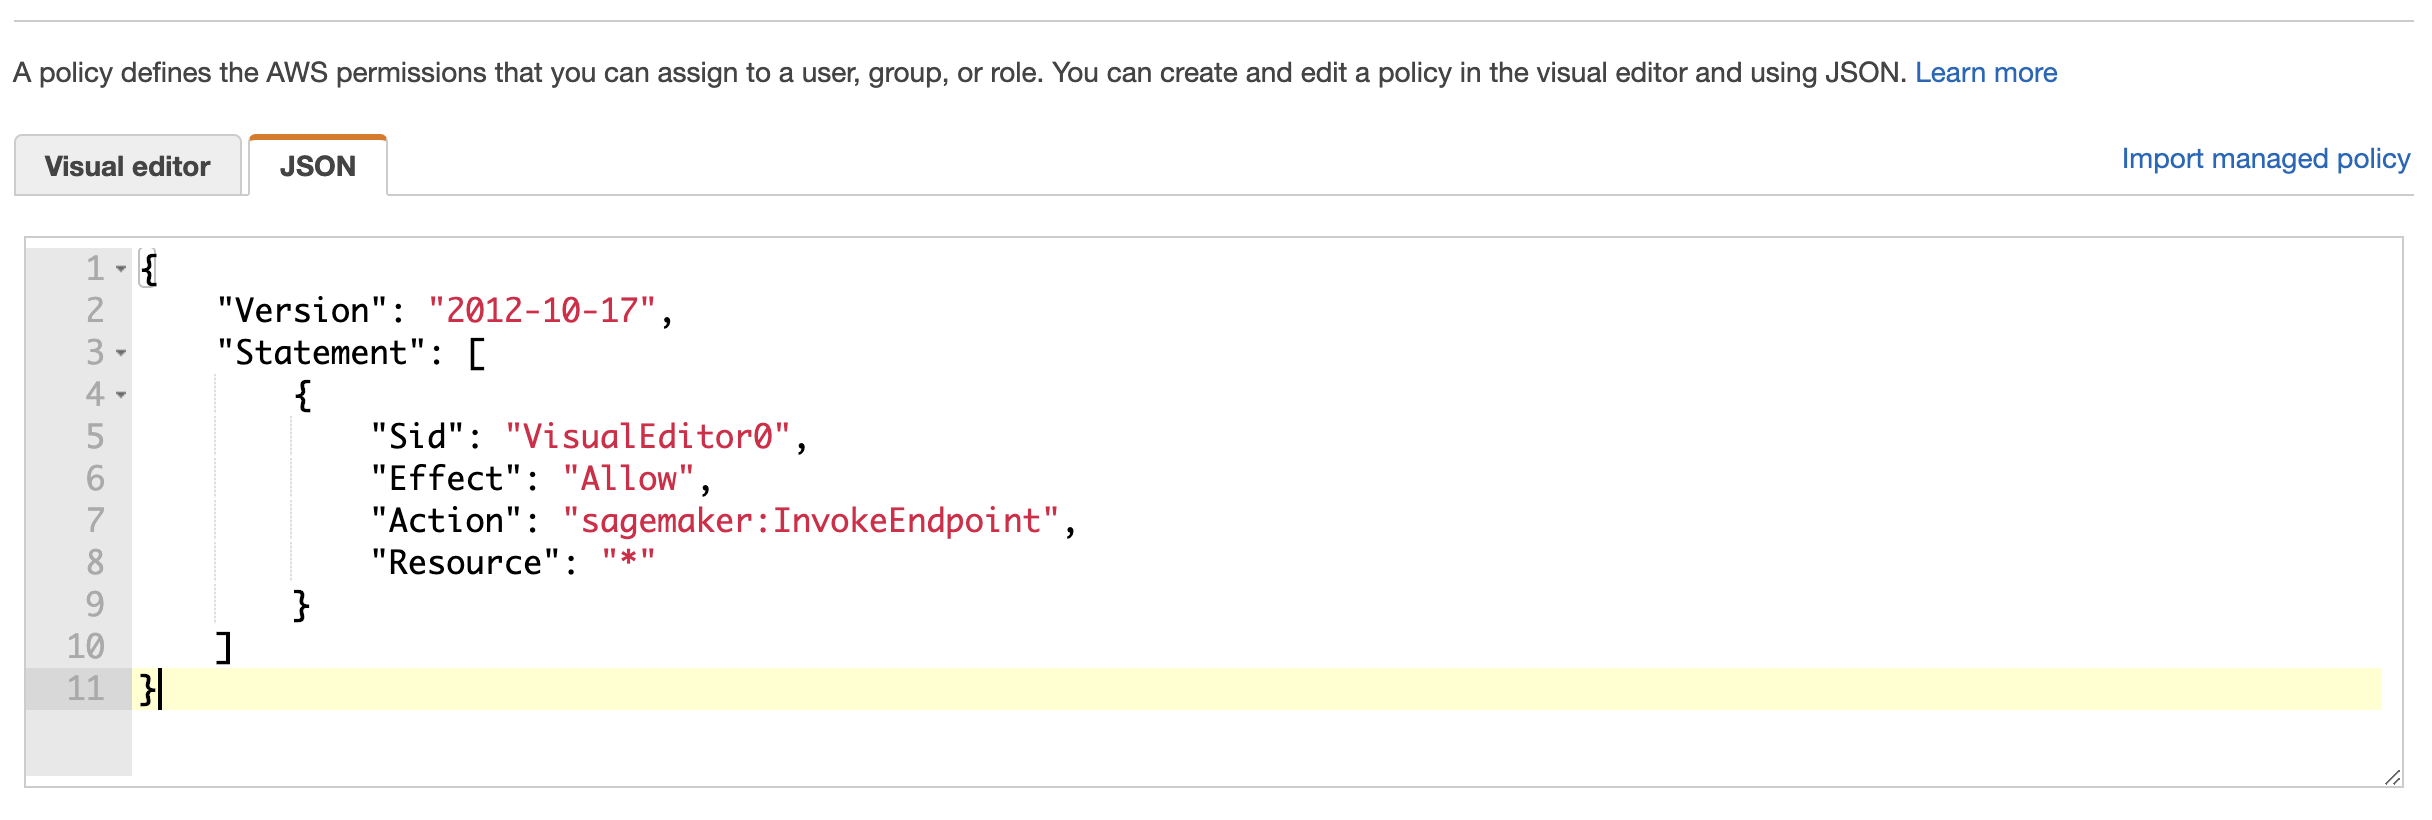 A policy defines the AWS permissions that you can assign to a user, group, or role. You can create and edit a policy in the visual editor and using JSON. Learn more
Visual editor JSON Import managed policy
1 {
2 "Version": "2012-10-17",
3 "Statement": [
4 {
5 "Sid": "VisualEditor0",
6 "Effect": "Allow",
7 "Action": "sagemaker:InvokeEndpoint",
8 "Resource": "*"
9 }
10 ]
11 }